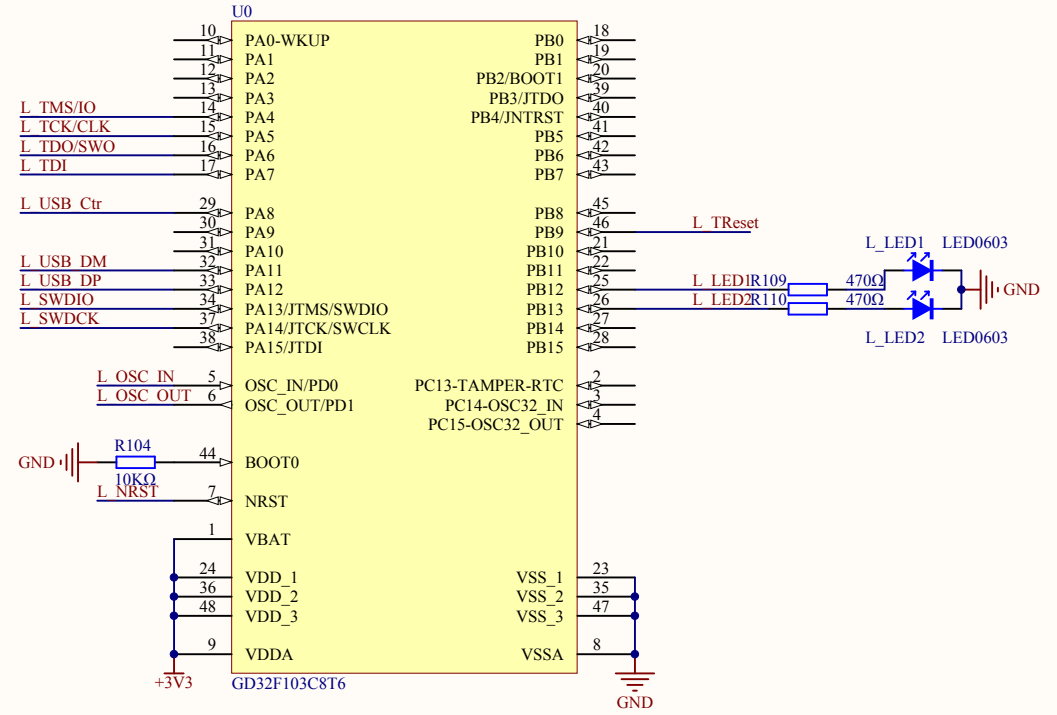 U0
10 PA0-WKUP PB0 18
11 PA1 PB1 19
12 PA2 PB2/BOOT1 20
13 PA3 PB3/JTDO 39
L_TMS/IO 14 PA4 PB4/JNTRST 40
L_TCK/CLK 15 PA5 PB5 41
L_TDO/SWO 16 PA6 PB6 42
L_TDI 17 PA7 PB7 43
L_USB_Ctr 29 PA8 PB8 45
30 PA9 PB9 46 L_TReset
31 PA10 PB10 21 L_LED1 LED0603
L_USB_DM 32 PA11 PB11 22
L_USB_DP 33 PA12 PB12 25 L_LED1 R109 470Ω GND
L_SWDIO 34 PA13/JTMS/SWDIO PB13 26 L_LED2 R110 470Ω
L_SWDCK 37 PA14/JTCK/SWCLK PB14 27
38 PA15/JTDI PB15 28 L_LED2 LED0603
L_OSC_IN 5 OSC_IN/PD0 PC13-TAMPER-RTC 2
L_OSC_OUT 6 OSC_OUT/PD1 PC14-OSC32_IN 3
PC15-OSC32_OUT 4
R104
GND 44 BOOT0
10KΩ
L_NRST 7 NRST
1 VBAT
24 VDD_1 VSS_1 23
36 VDD_2 VSS_2 35
48 VDD_3 VSS_3 47
9 VDDA VSSA 8
+3V3 GD32F103C8T6
GND